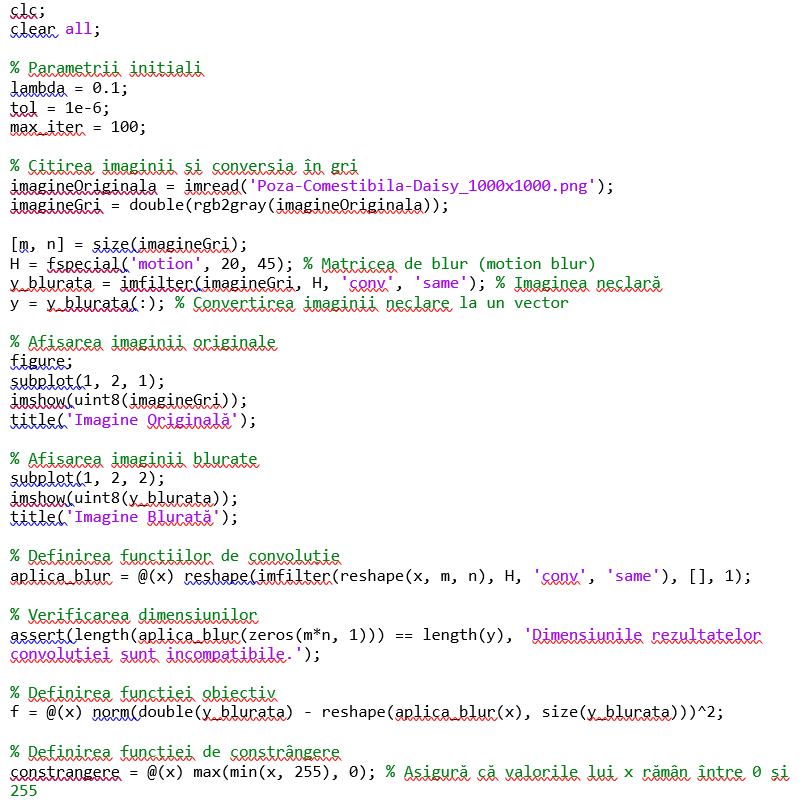 clc;
clear all;
% Parametrii initiali
lambda = 0.1;
tol = 1e-6;
max_iter = 100;
% Citirea imaginii si conversia în gri
imagineOriginala = imread('Poza-Comestibila-Daisy_1000x1000.png');
imagineGri = double(rgb2gray(imagineOriginala));
[m, n] = size(imagineGri);
H = fspecial('motion', 20, 45); % Matricea de blur (motion blur)
y_blurata = imfilter(imagineGri, H, 'conv', 'same'); % Imaginea neclară
y = y_blurata(:); % Convertirea imaginii neclare la un vector
% Afisarea imaginii originale
figure;
subplot(1, 2, 1);
imshow(uint8(imagineGri));
title('Imagine Originală');
% Afisarea imaginii blurate
subplot(1, 2, 2);
imshow(uint8(y_blurata));
title('Imagine Blurată');
% Definirea funcțiilor de convoluție
aplica_blur = @(x) reshape(imfilter(reshape(x, m, n), H, 'conv', 'same'), [], 1);
% Verificarea dimensiunilor
assert(length(aplica_blur(zeros(m*n, 1))) == length(y), 'Dimensiunile rezultatelor
convoluției sunt incompatibile.');
% Definirea funcției obiectiv
f = @(x) norm(double(y_blurata) - reshape(aplica_blur(x), size(y_blurata)))^2;
% Definirea funcției de constrângere
constrangere = @(x) max(min(x, 255), 0); % Asigură că valorile lui x rămân între 0 și
255